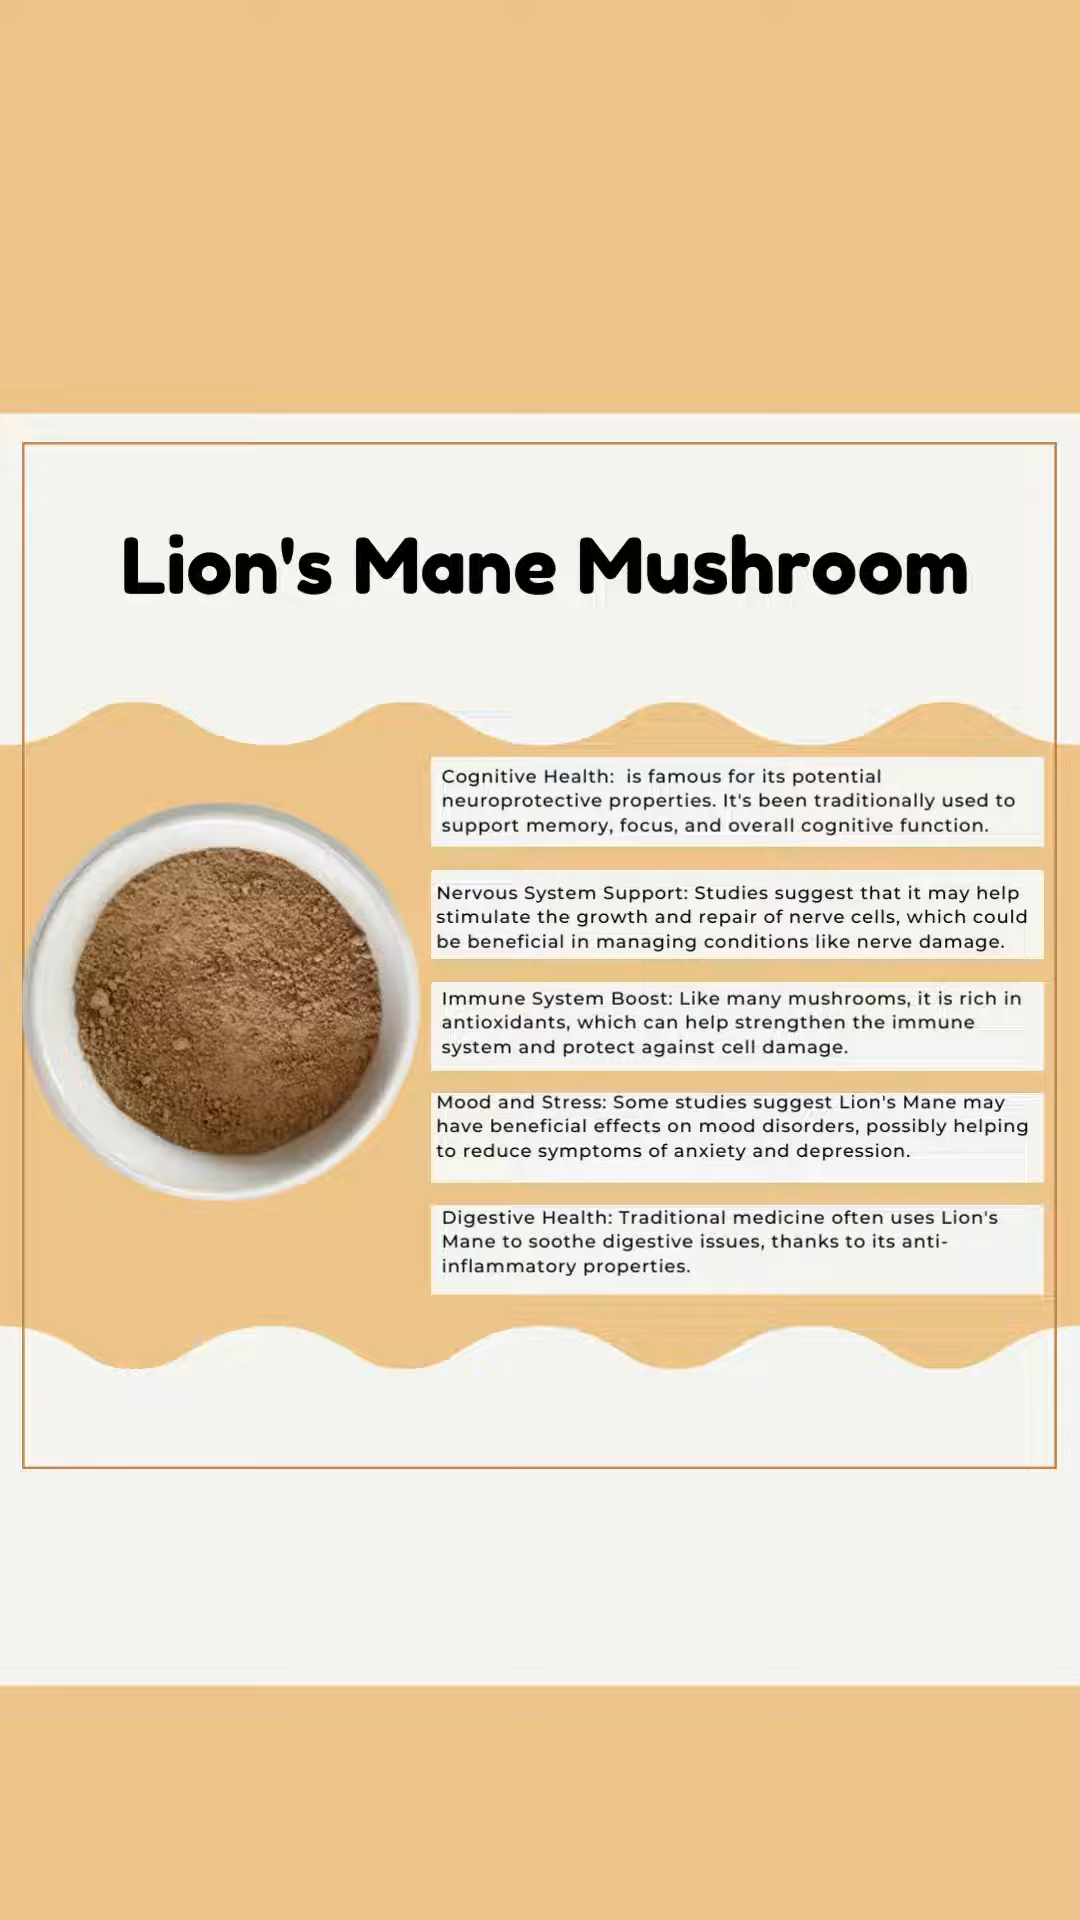 Lion's Mane Mushroom
Cognitive Health:  is famous for its potential
neuroprotective properties. It's been traditionally used to
support memory, focus, and overall cognitive function.
Nervous System Support: Studies suggest that it may help
stimulate the growth and repair of nerve cells, which could
be beneficial in managing conditions like nerve damage.
Immune System Boost: Like many mushrooms, it is rich in
antioxidants, which can help strengthen the immune
system and protect against cell damage.
Mood and Stress: Some studies suggest Lion's Mane may
have beneficial effects on mood disorders, possibly helping
to reduce symptoms of anxiety and depression.
Digestive Health: Traditional medicine often uses Lion's
Mane to soothe digestive issues, thanks to its anti-
inflammatory properties.